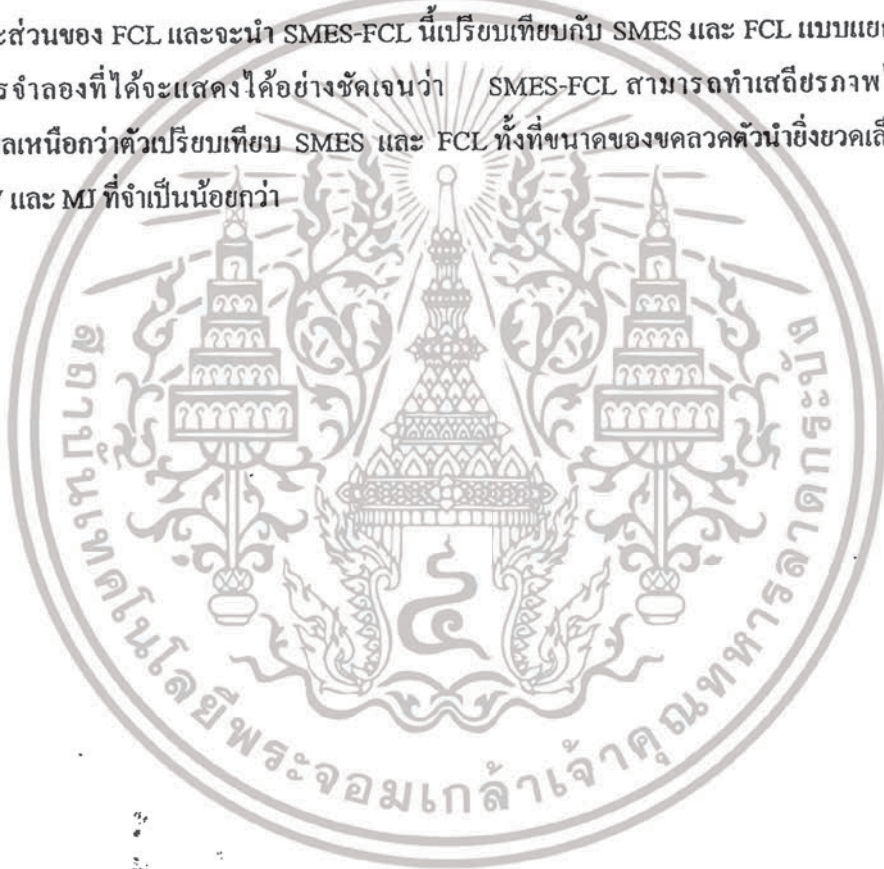 ะส่วนของ FCL และจะนำ SMES-FCL นี้เปรียบเทียบกับ SMES และ FCL แบบแยก
รจำลองที่ได้จะแสดงได้อย่างชัดเจนว่า SMES-FCL สามารถทำเสถียรภาพ
ลเหนือกว่าตัวเปรียบเทียบ SMES และ FCL ทั้งที่ขนาดของขดลวดตัวนำยิ่งยวดเล็
และ MJ ที่จำเป็นน้อยกว่า
สถาบันเทคโนโลยีพระจอมเกล้าเจ้าคุณทหารลาดกระบัง
๔